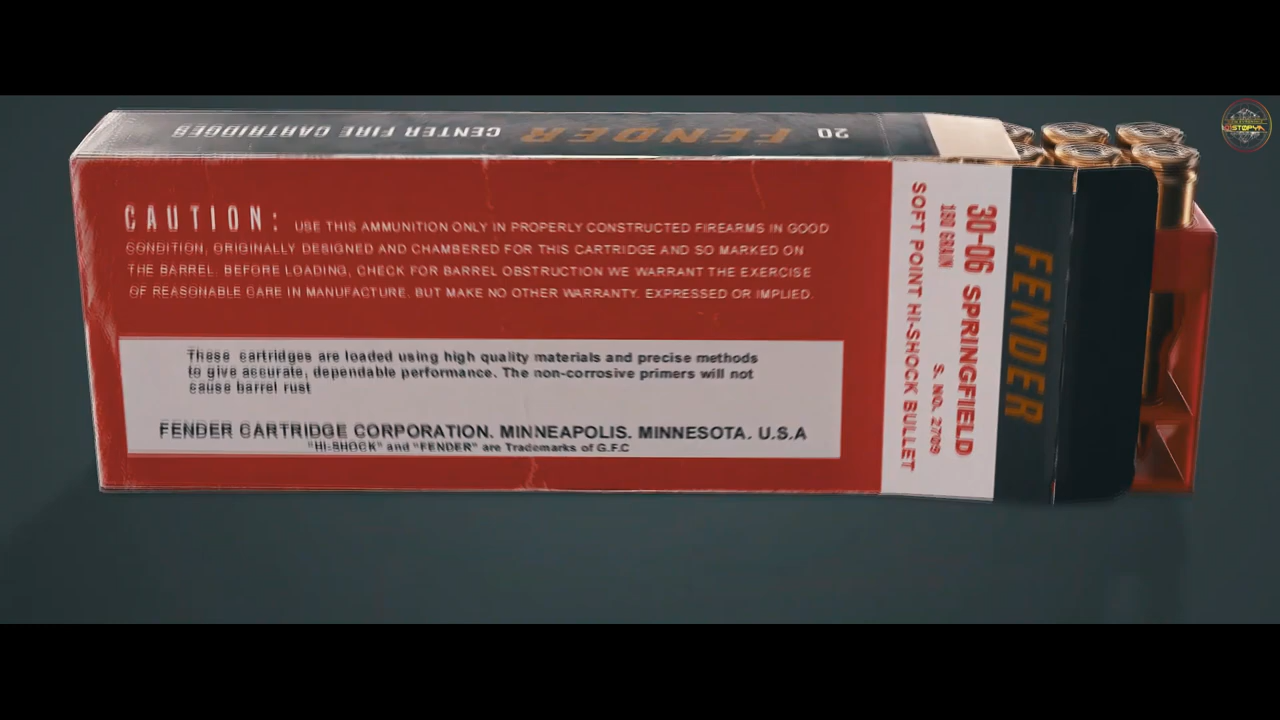 20 FENDER CENTER FIRE CARTRIDGES
CAUTION: USE THIS AMMUNITION ONLY IN PROPERLY CONSTRUCTED FIREARMS IN GOOD
CONDITION, ORIGINALLY DESIGNED AND CHAMBERED FOR THIS CARTRIDGE AND SO MARKED ON
THE BARREL. BEFORE LOADING, CHECK FOR BARREL OBSTRUCTION WE WARRANT THE EXERCISE
OF REASONABLE CARE IN MANUFACTURE. BUT MAKE NO OTHER WARRANTY. EXPRESSED OR IMPLIED.
These cartridges are loaded using high quality materials and precise methods
to give accurate, dependable performance. The non-corrosive primers will not
cause barrel rust
FENDER CARTRIDGE CORPORATION. MINNEAPOLIS. MINNESOTA. U.S.A
"HI-SHOCK" and "FENDER" are Trademarks of G.F.C
FENDER
30-06 SPRINGFIELD
180 GRAIN S. NO. 2709
SOFT POINT HI-SHOCK BULLET